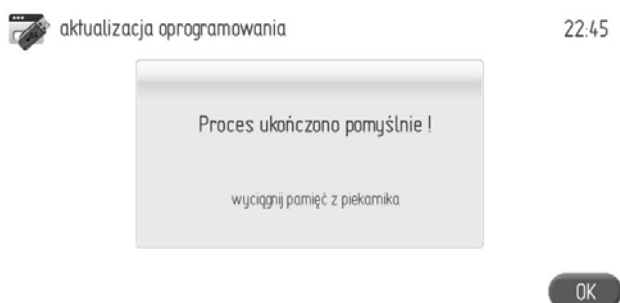 aktualizacja oprogramowania 22:45
Proces ukończono pomyślnie !
wyciągnij pamięć z piekarnika
OK